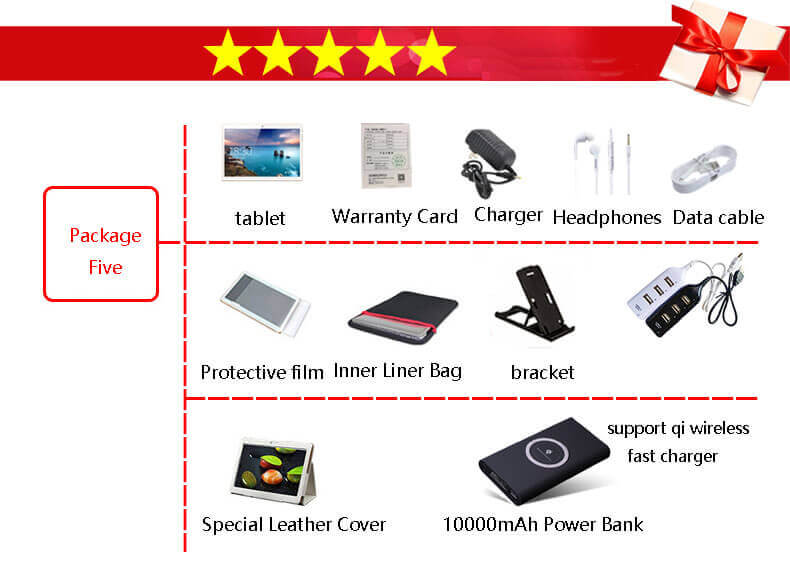 Package
Five
tablet
Warranty Card
Charger
Headphones
Data cable
Protective film
Inner Liner Bag
bracket
Special Leather Cover
support qi wireless
fast charger
10000mAh Power Bank